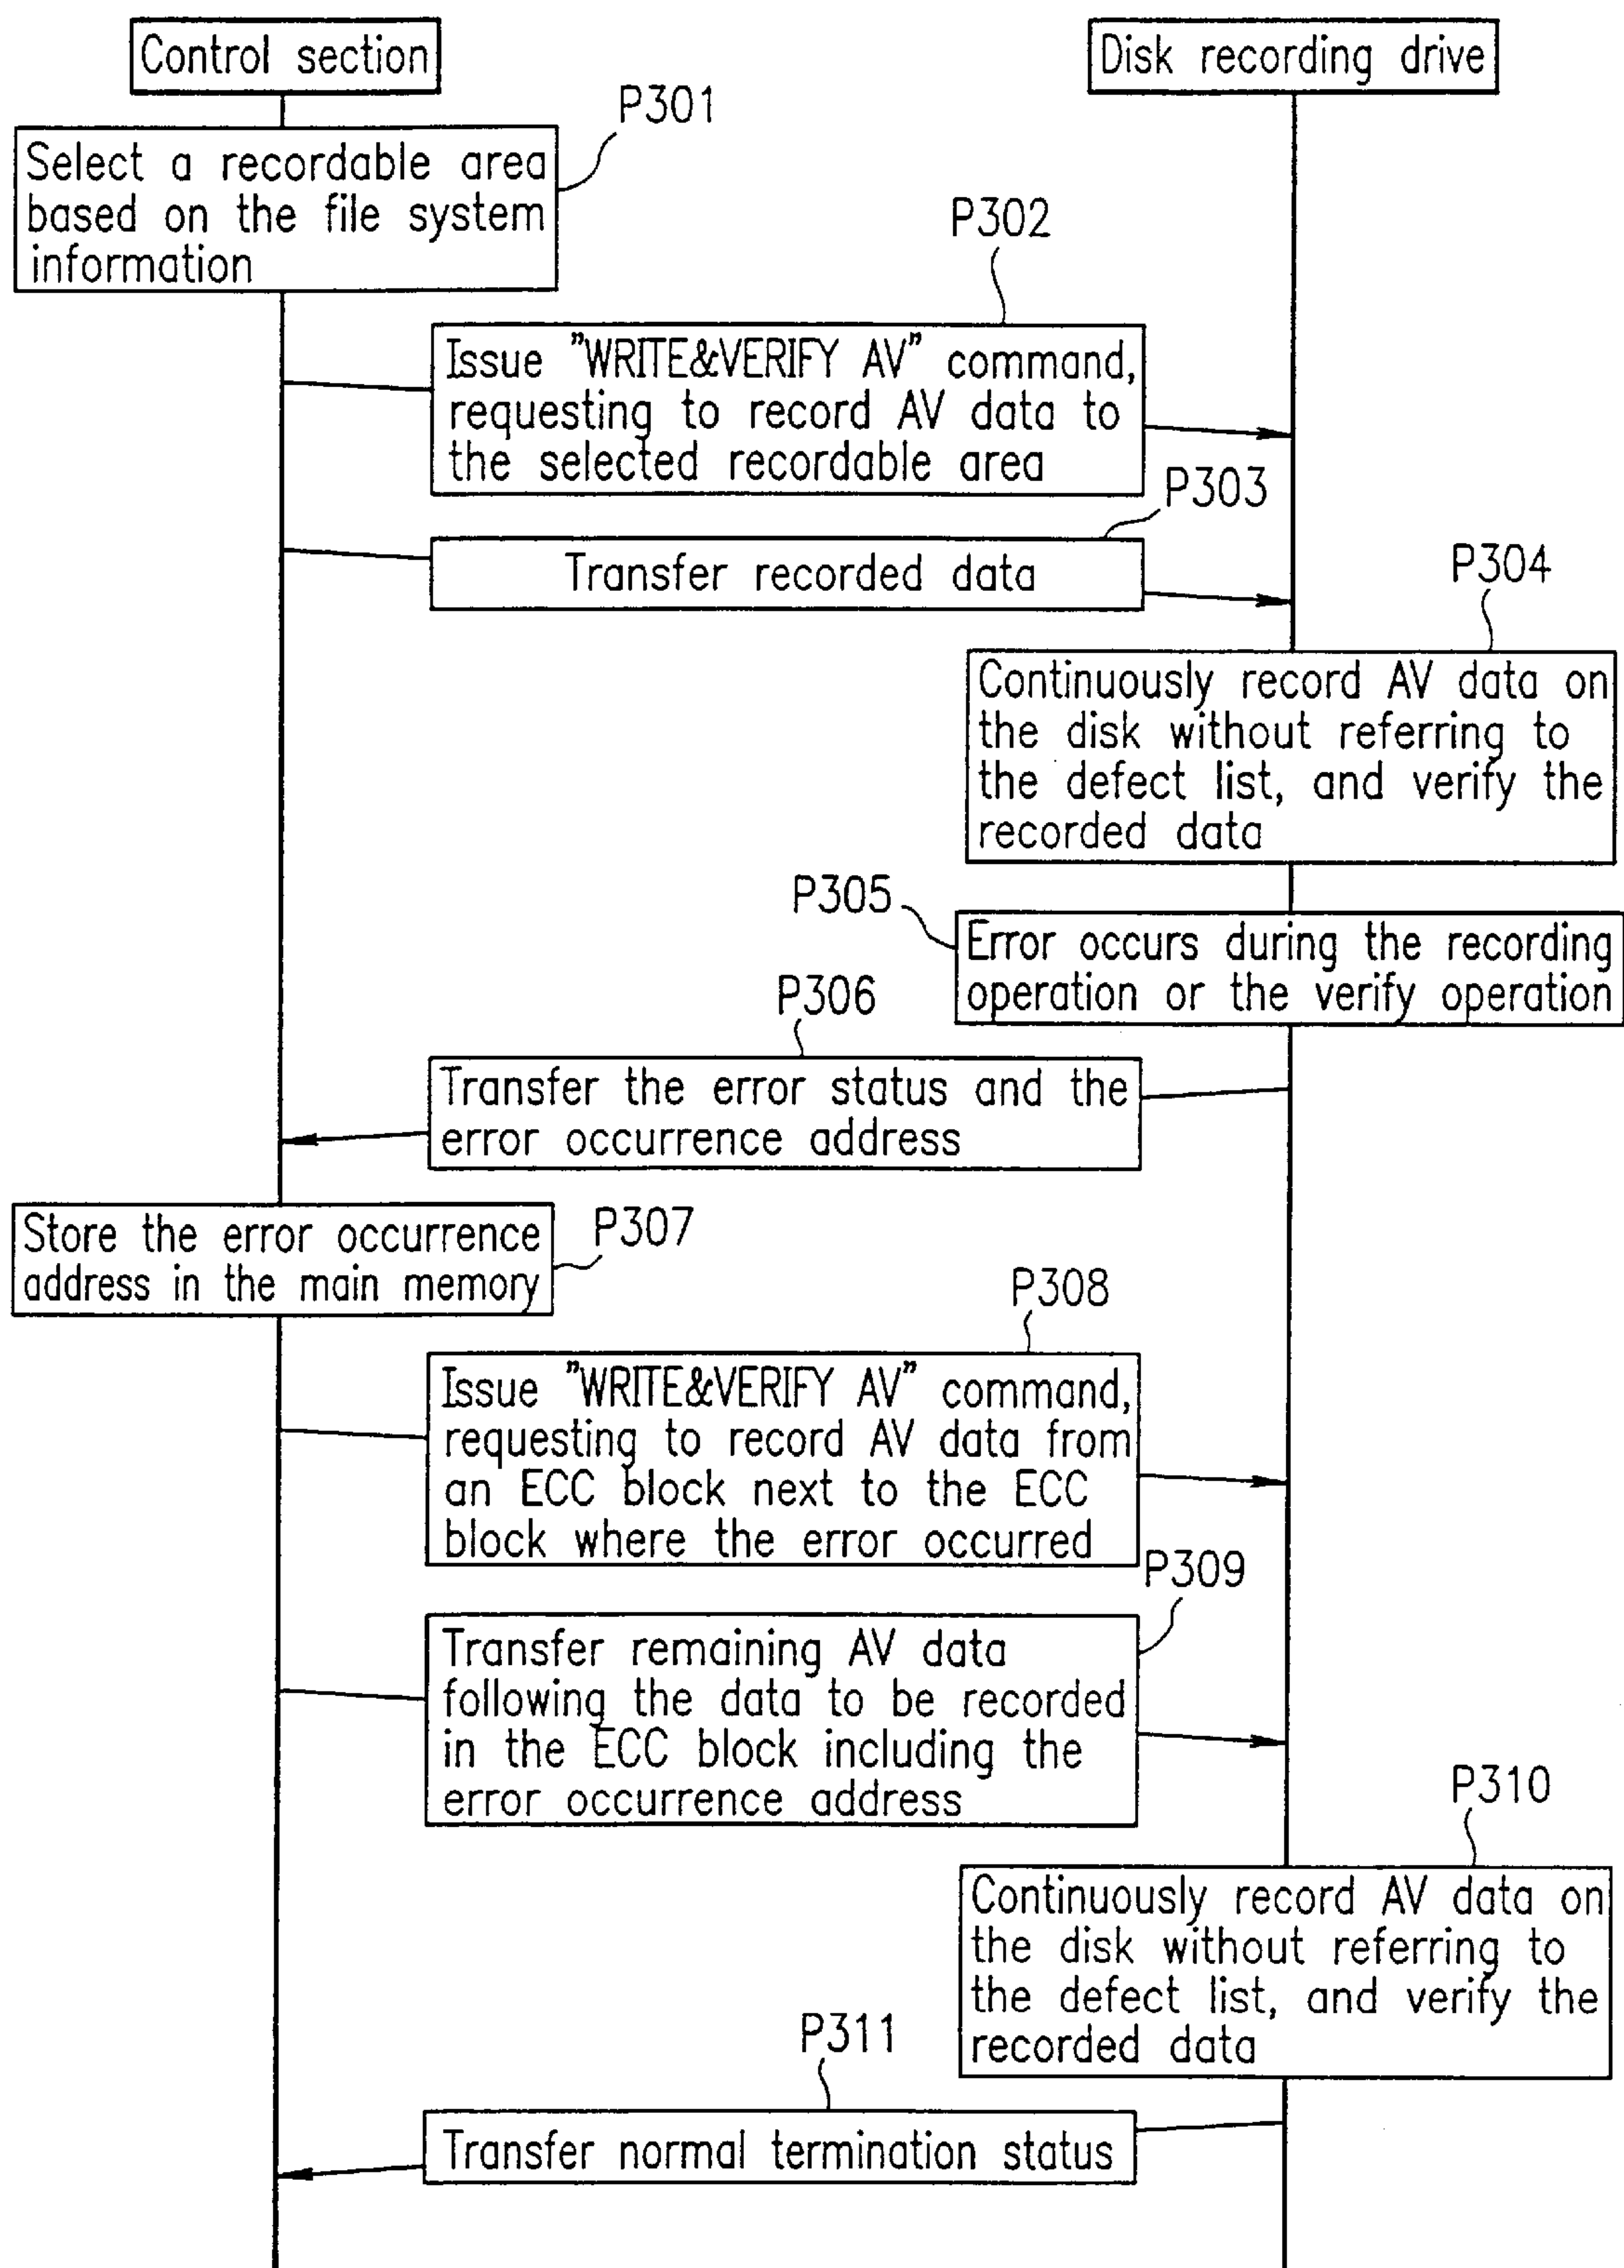 Control section
Disk recording drive
P301
Select a recordable area
based on the file system
information
P302
Issue "WRITE&VERIFY AV" command,
requesting to record AV data to
the selected recordable area
P303
Transfer recorded data
P304
Continuously record AV data on
the disk without referring to
the defect list, and verify the
recorded data
P305
Error occurs during the recording
operation or the verify operation
P306
Transfer the error status and the
error occurrence address
P307
Store the error occurrence
address in the main memory
P308
Issue "WRITE&VERIFY AV" command,
requesting to record AV data from
an ECC block next to the ECC
block where the error occurred
P309
Transfer remaining AV data
following the data to be recorded
in the ECC block including the
error occurrence address
P310
Continuously record AV data on
the disk without referring to
the defect list, and verify the
recorded data
P311
Transfer normal termination status